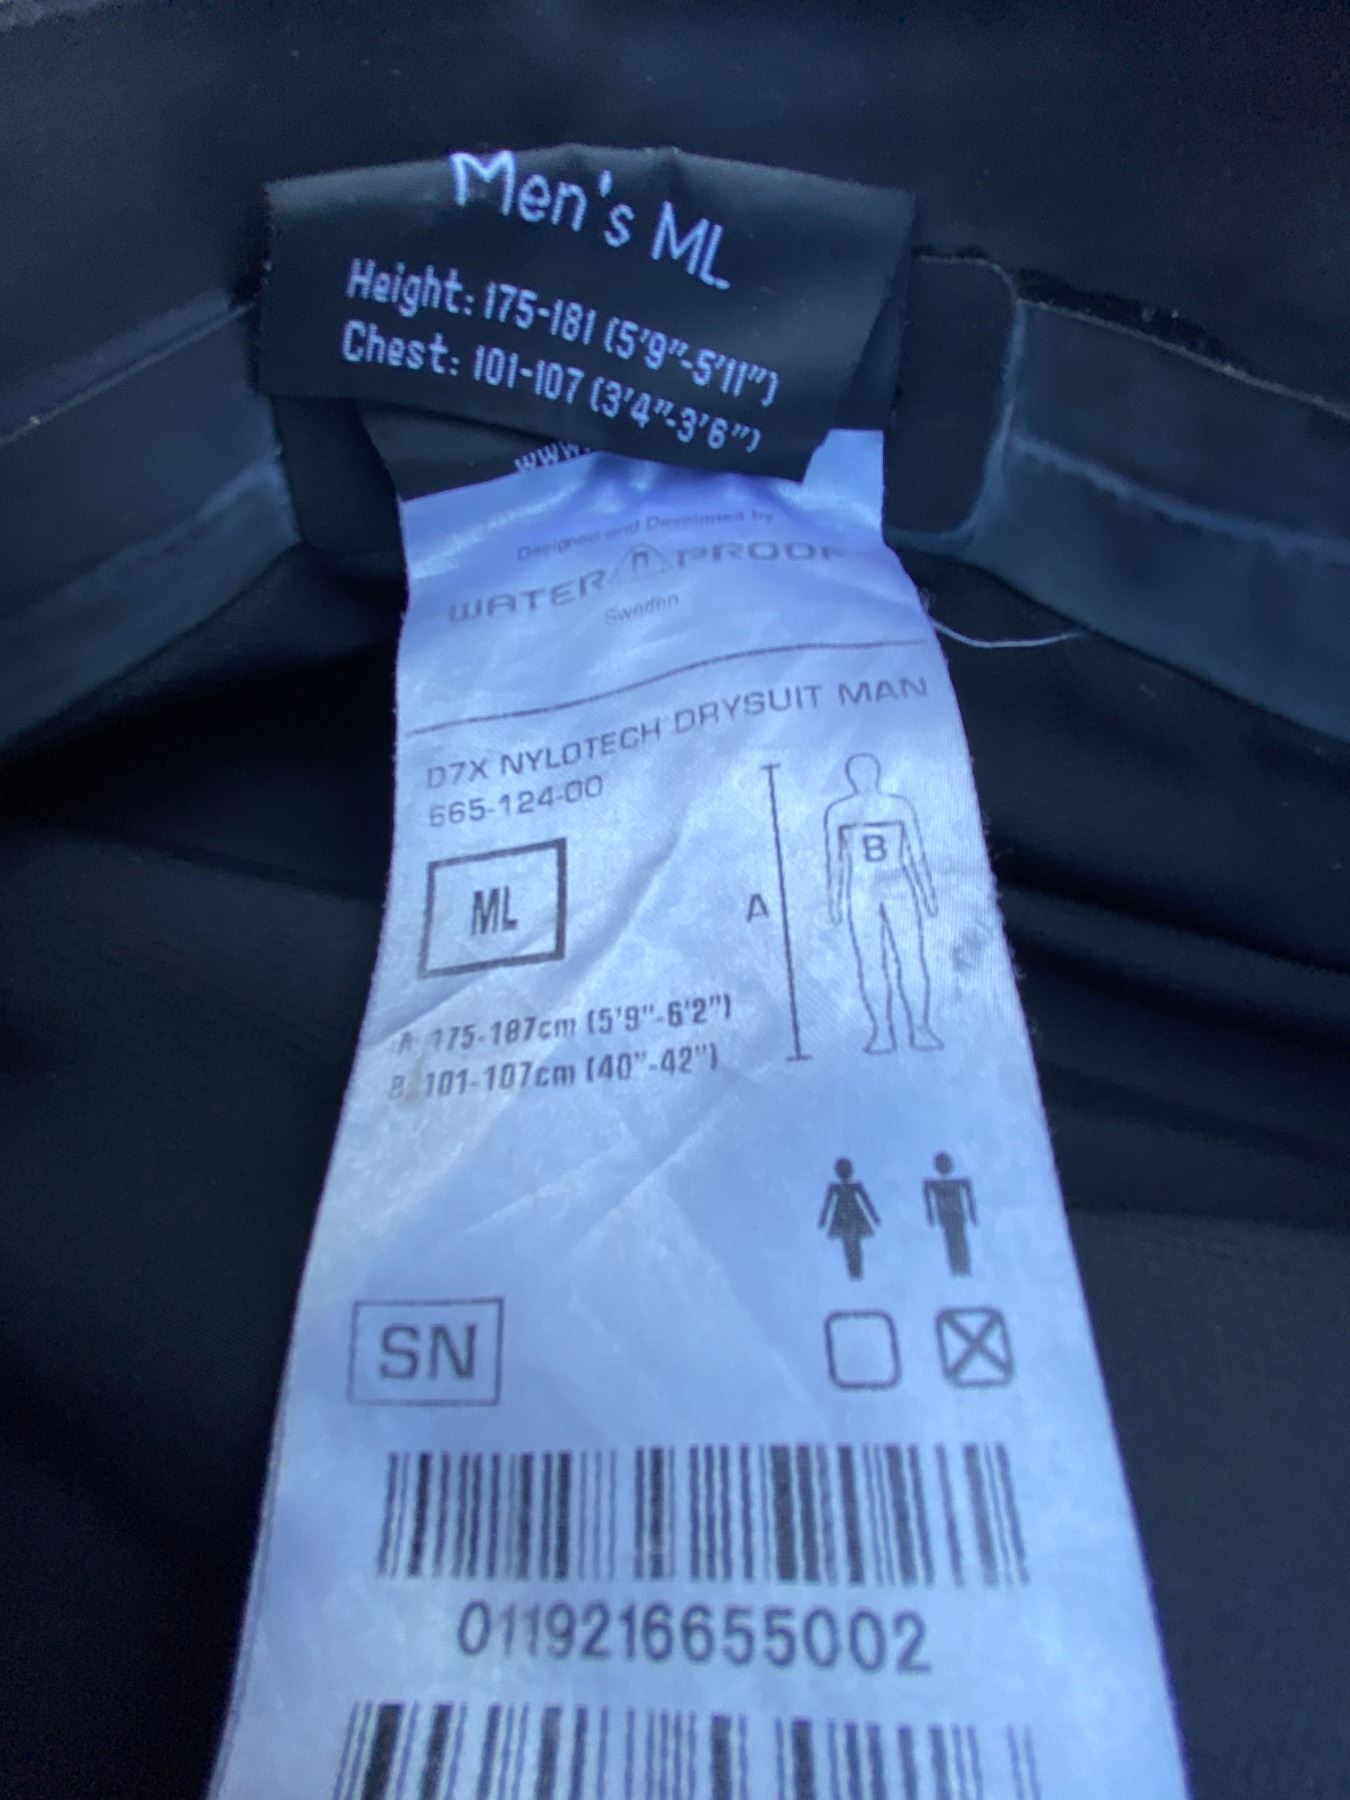 Men's ML
Height: 175-181 (5'9"-5'11")
Chest: 101-107 (3'4"-3'6")
www.
Designed and Developed by
WATERPROOF
Sweden
D7X NYLOTECH DRYSUIT MAN
665-124-00
ML
A
B
A 175-187cm (5'9"-6'2")
B 101-107cm (40"-42")
SN
0119216655002